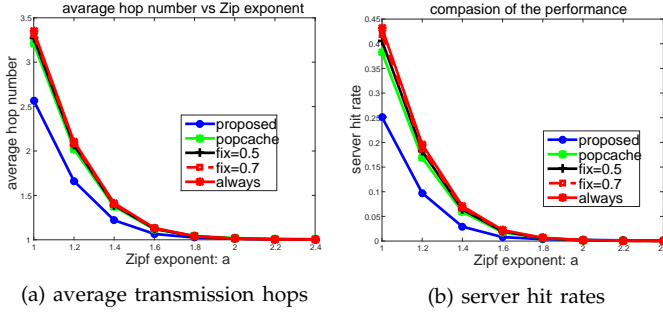 avarage hop number vs Zip exponent
average hop number
3.5
3
2.5
2
1.5
1
proposed
popcache
fix=0.5
fix=0.7
always
1 1.2 1.4 1.6 1.8 2 2.2 2.4
Zipf exponent: a
(a) average transmission hops
compasion of the performance
server hit rate
0.45
0.4
0.35
0.3
0.25
0.2
0.15
0.1
0.05
0
proposed
popcache
fix=0.5
fix=0.7
always
1 1.2 1.4 1.6 1.8 2 2.2
Zipf exponent: a
(b) server hit rates